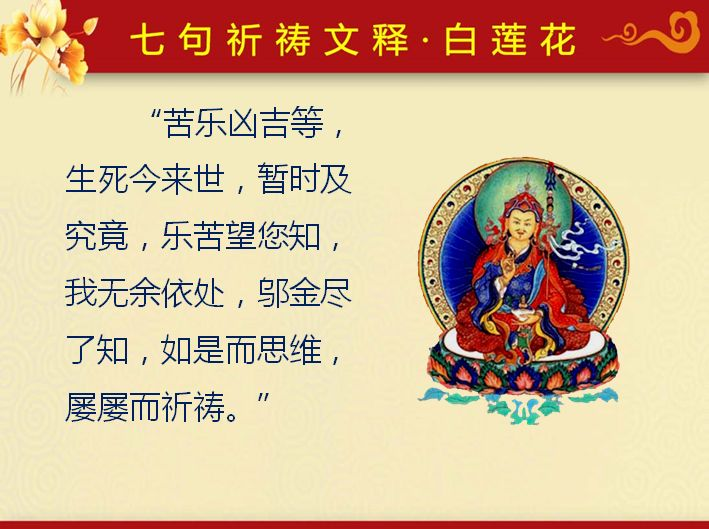 七句祈祷文释·白莲花
“苦乐凶吉等，
生死今来世，暂时及
究竟，乐苦望您知，
我无余依处，邬金尽
了知，如是而思维，
屡屡而祈祷。”